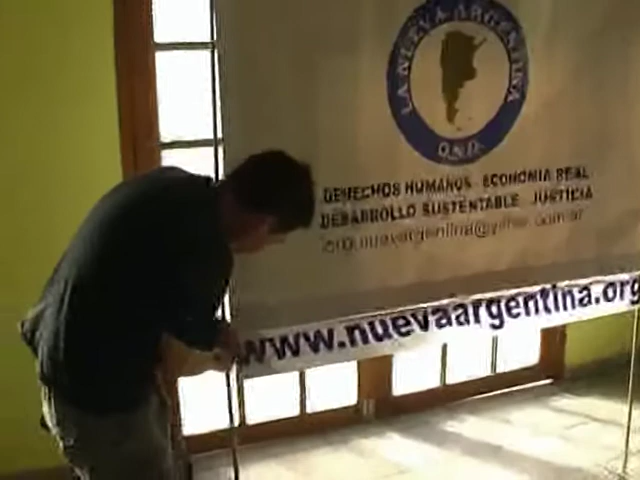 LA NUEVA ARGENTINA
O.N.D.
DERECHOS HUMANOS - ECONOMIA REAL
DESARROLLO SUSTENTABLE - JUSTICIA
www.nuevaargentina.org